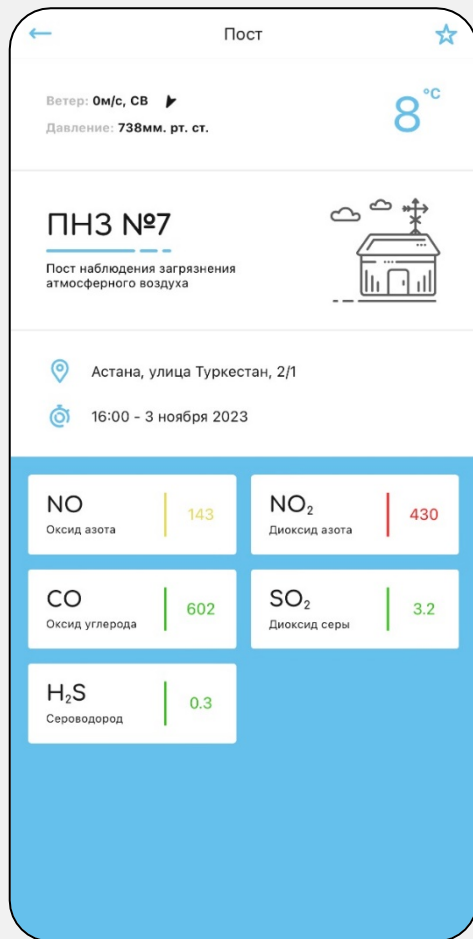 Пост
Ветер: 0м/с, СВ
°C
8
Давление: 738мм. рт. ст.
ПНЗ №7
Пост наблюдения загрязнения
атмосферного воздуха
Астана, улица Туркестан, 2/1
16:00 - 3 ноября 2023
NO
Оксид азота
143
NO₂
Диоксид азота
430
CO
Оксид углерода
602
SO₂
Диоксид серы
3.2
H₂S
Сероводород
0.3